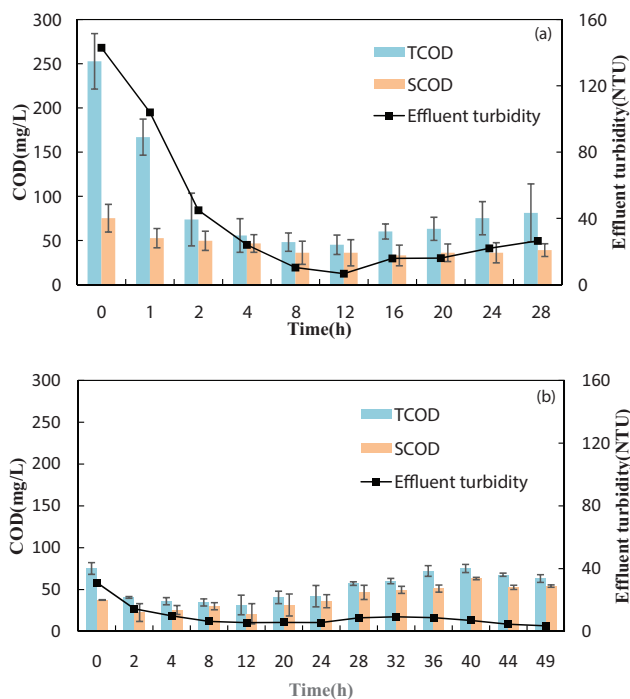 (a)
300
250
200
150
100
50
0
COD(mg/L)
TCOD
SCOD
Effluent turbidity
160
120
80
40
0
Effluent turbidity(NTU)
0 1 2 4 8 12 16 20 24 28
Time(h)
(b)
300
250
200
150
100
50
0
COD(mg/L)
TCOD
SCOD
Effluent turbidity
160
120
80
40
0
Effluent turbidity(NTU)
0 2 4 8 12 20 24 28 32 36 40 44 49
Time(h)